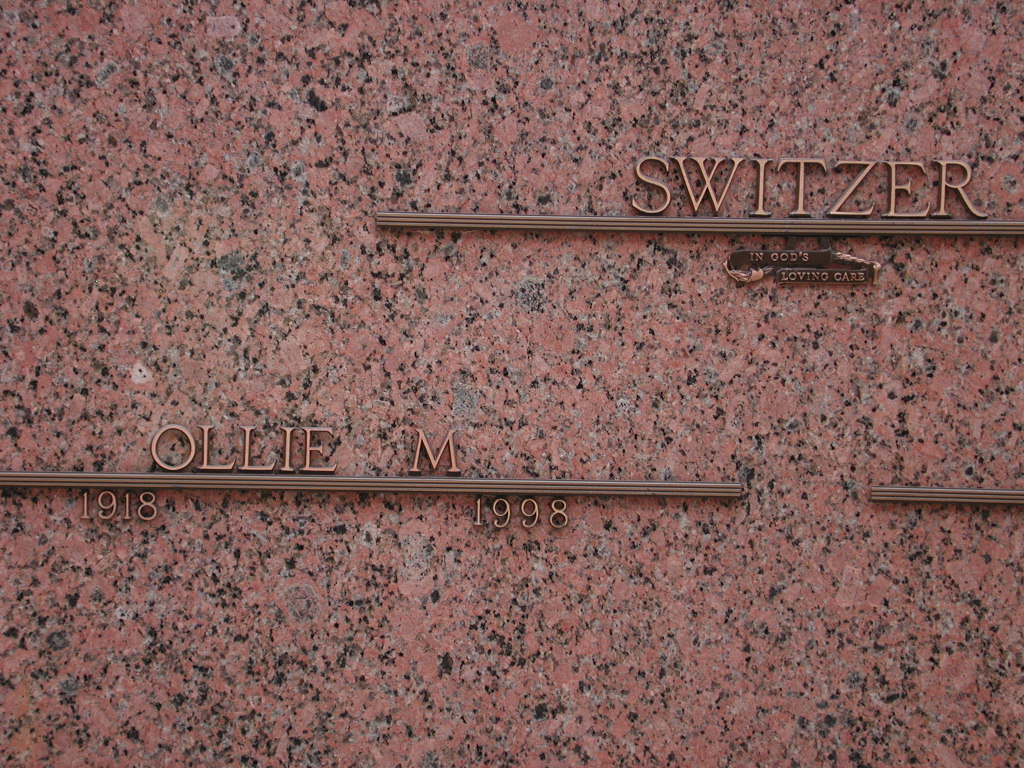 SWITZER
IN GOD'S
LOVING CARE
OLLIE M
1918 1998